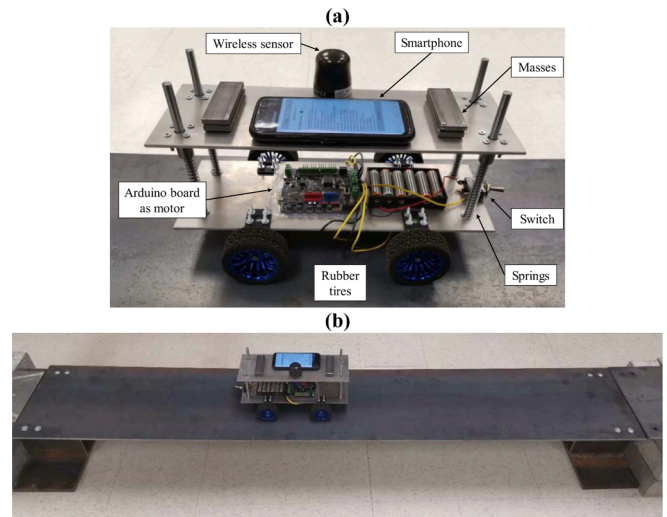 (a)
Wireless sensor
Smartphone
Masses
Arduino board
as motor
Switch
Rubber
tires
Springs
(b)